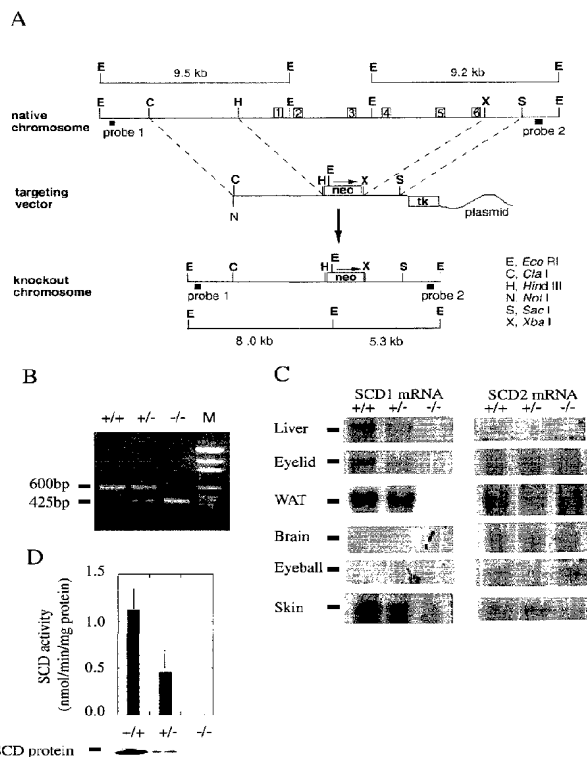 A
E E E E
9.5 kb 9.2 kb
E C H E E X S E
native chromosome
1 2 3 4 5 6
probe 1 probe 2
targeting vector
C H E X S
neo
N
tk
plasmid
knockout chromosome
E C H E X S E
neo
probe 1 probe 2
E E E
8.0 kb 5.3 kb
E, Eco RI
C, Cla I
H, Hind III
N, Not I
S, Sac I
X, Xba I
B
+/+ +/- -/- M
600bp
425bp
C
SCD1 mRNA SCD2 mRNA
+/+ +/- -/- +/+ +/- -/-
Liver
Eyelid
WAT
Brain
Eyeball
Skin
D
SCD activity
(nmol/min/mg protein)
1.5
1.0
0.5
0.0
+/+ +/- -/-
SCD protein